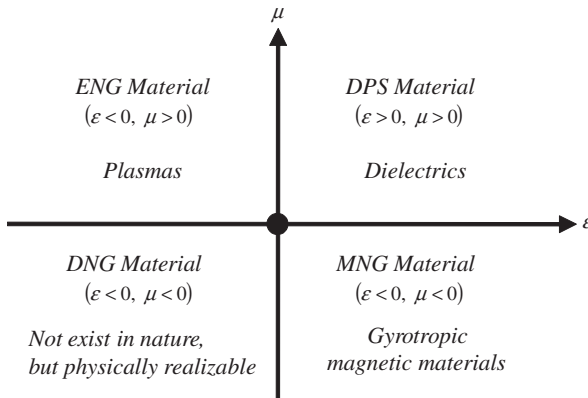 μ
ENG Material
(ε<0, μ>0)
Plasmas
DPS Material
(ε>0, μ>0)
Dielectrics
ε
DNG Material
(ε<0, μ<0)
Not exist in nature,
but physically realizable
MNG Material
(ε<0, μ<0)
Gyrotropic
magnetic materials